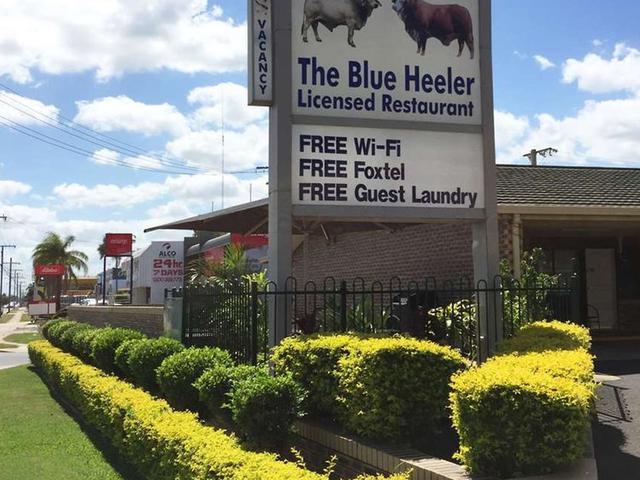 VACANCY
The Blue Heeler
Licensed Restaurant
FREE Wi-Fi
FREE Foxtel
FREE Guest Laundry
ALCO
24hr
7 DAYS